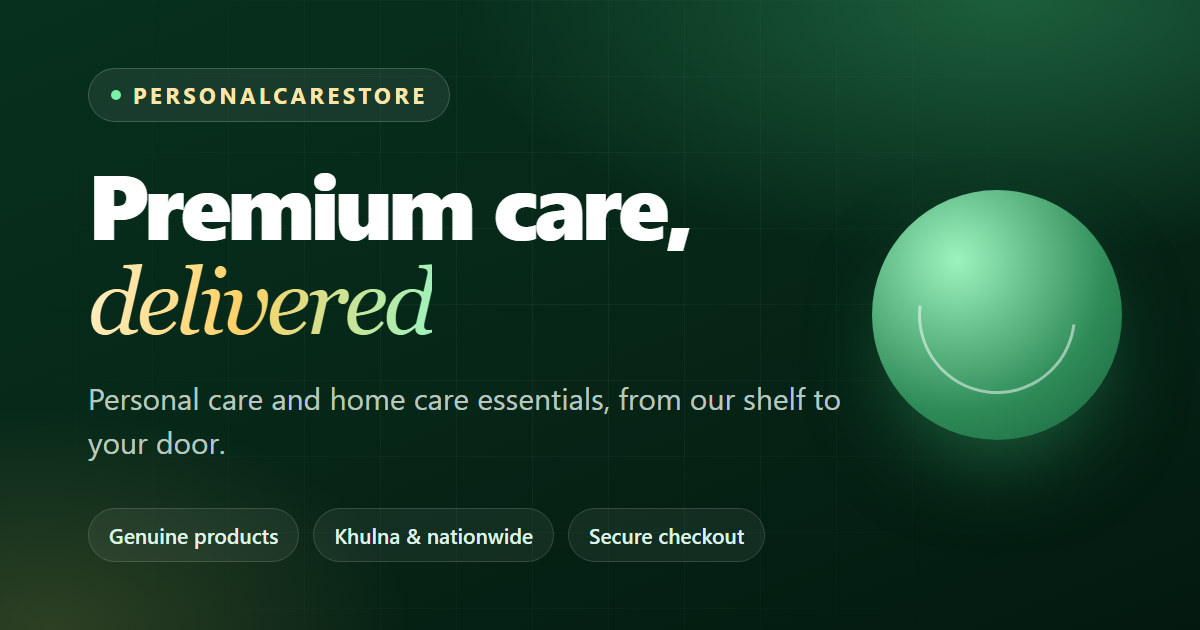 PERSONALCARESTORE
Premium care,
delivered
Personal care and home care essentials, from our shelf to
your door.
Genuine products
Khulna & nationwide
Secure checkout